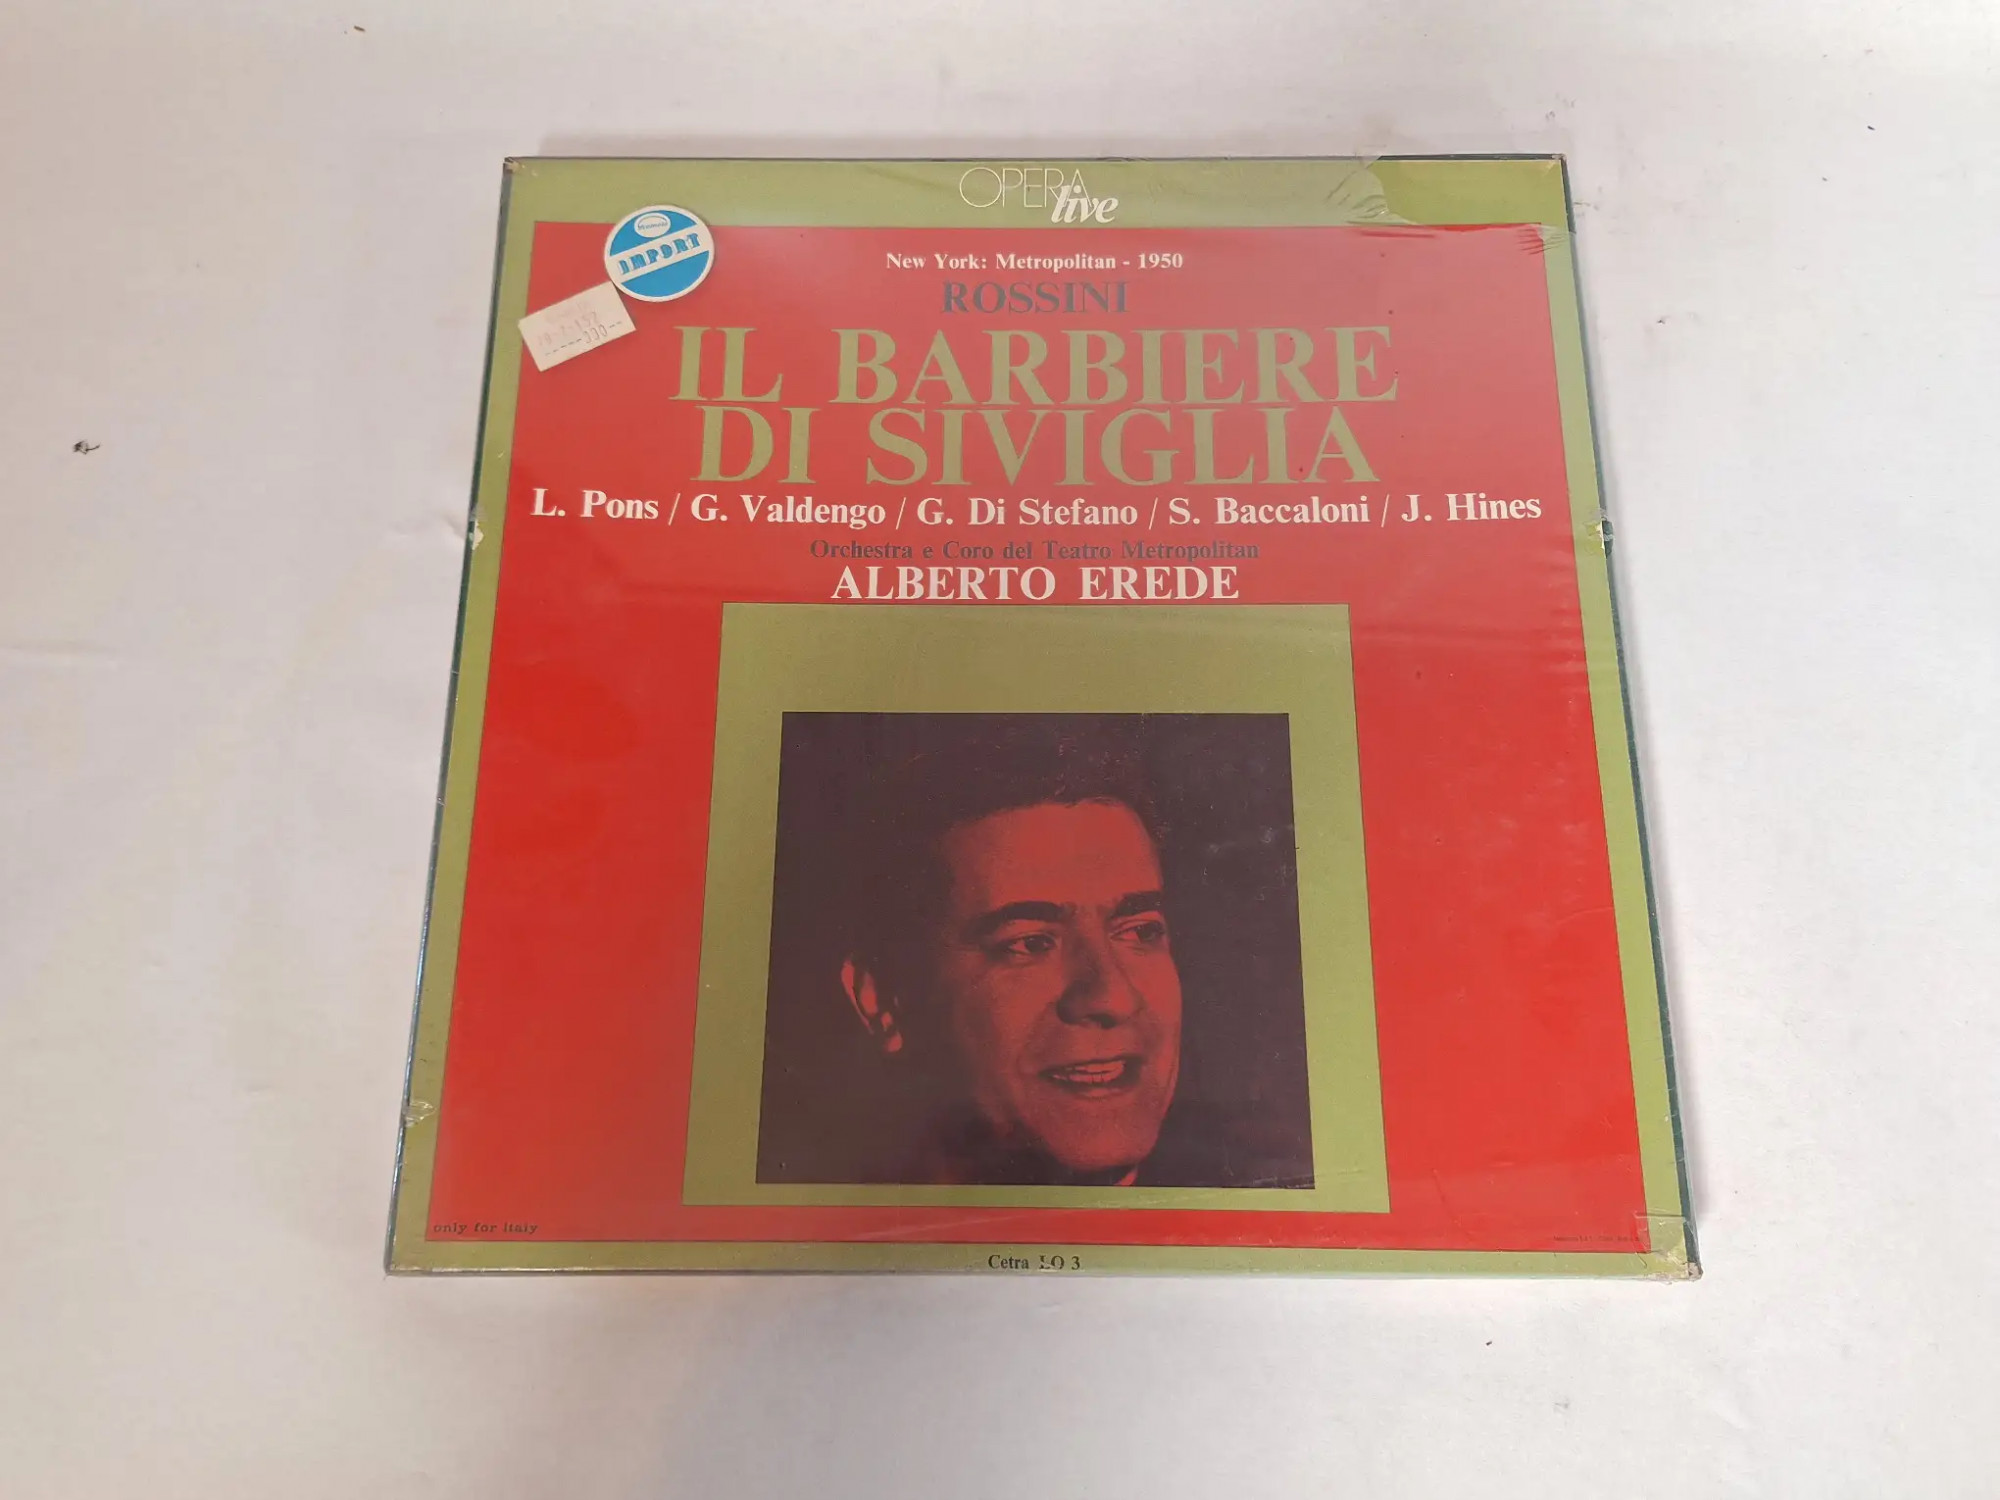 OPERA live
IMPORT
New York: Metropolitan - 1950
ROSSINI
IL BARBIERE
DI SIVIGLIA
L. Pons / G. Valdengo / G. Di Stefano / S. Baccaloni / J. Hines
Orchestra e Coro del Teatro Metropolitan
ALBERTO EREDE
only for italy
Cetra LO 3